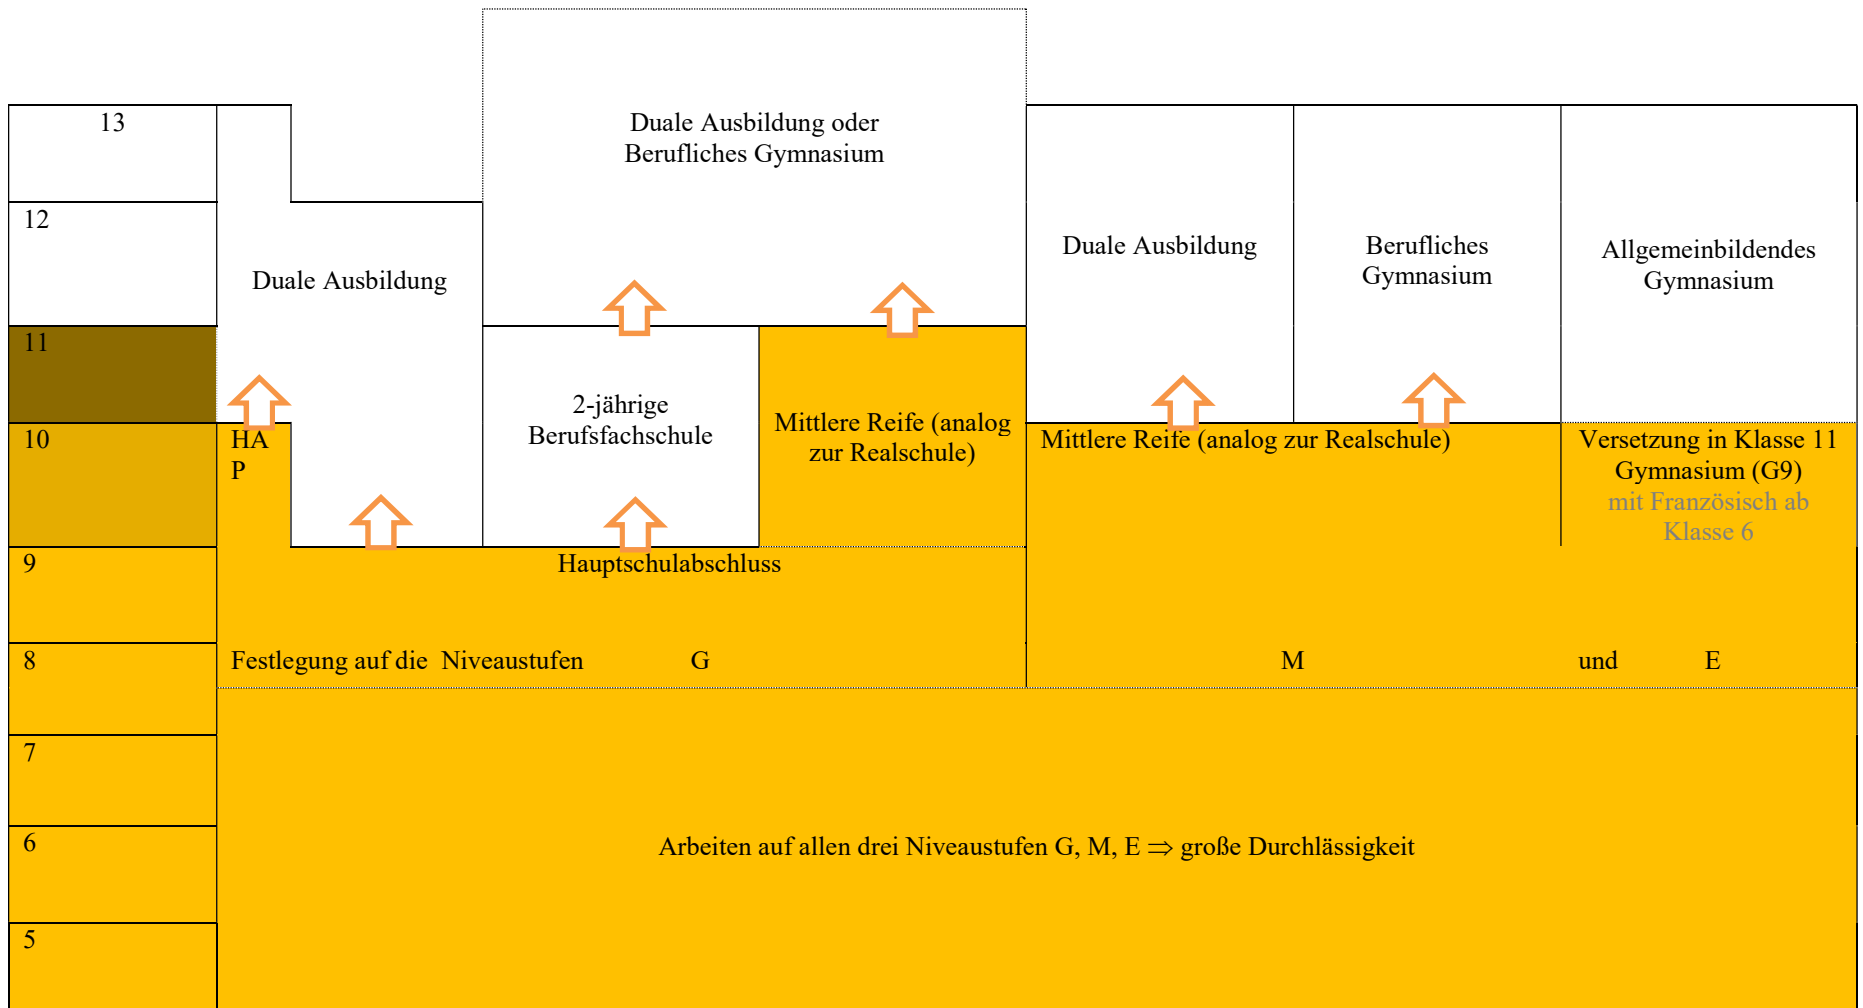 13
Duale Ausbildung oder
Berufliches Gymnasium
12
Duale Ausbildung
Duale Ausbildung
Berufliches
Gymnasium
Allgemeinbildendes
Gymnasium
11
2-jährige
Berufsfachschule
Mittlere Reife (analog
zur Realschule)
10
HA
P
Mittlere Reife (analog zur Realschule)
Versetzung in Klasse 11
Gymnasium (G9)
mit Französisch ab
Klasse 6
9
Hauptschulabschluss
8
Festlegung auf die Niveaustufen G M und E
7
6
Arbeiten auf allen drei Niveaustufen G, M, E ⇒ große Durchlässigkeit
5